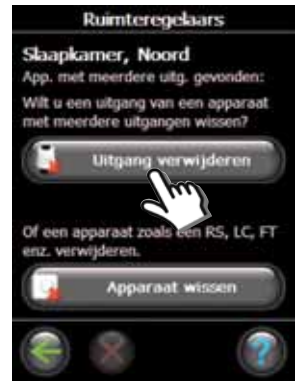 Ruimteregelaars
Slaapkamer, Noord
App. met meerdere uitg. gevonden:
Wilt u een uitgang van een apparaat
met meerdere uitgangen wissen?
Uitgang verwijderen
Of een apparaat zoals een RS, LC, FT
enz. verwijderen.
Apparaat wissen
?